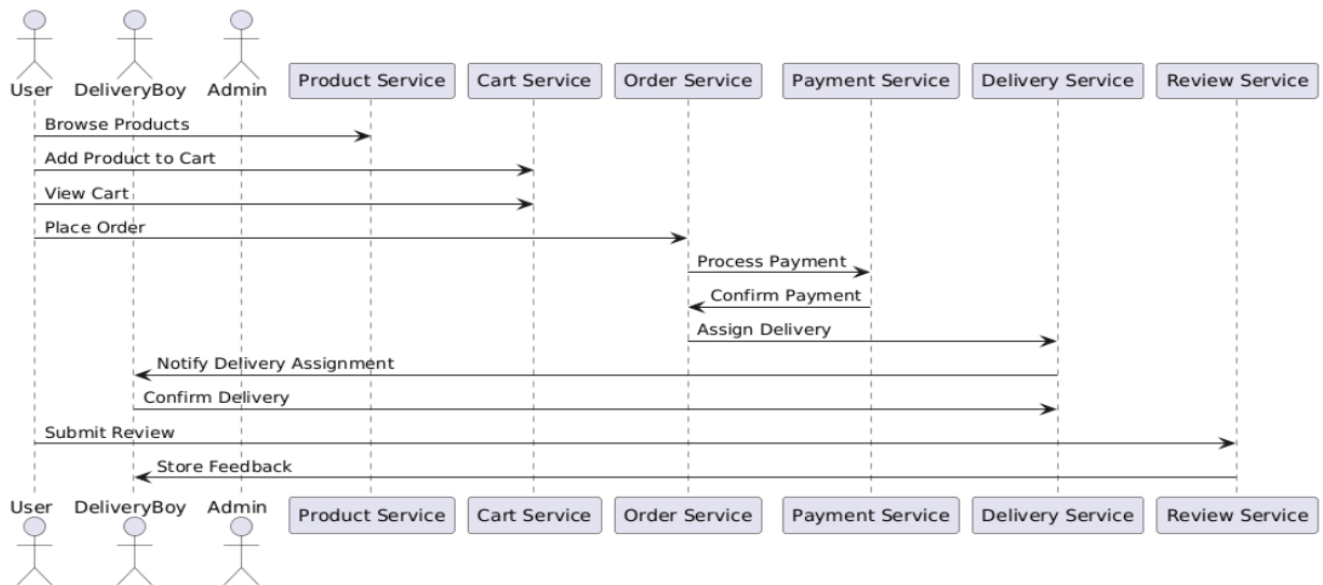 User DeliveryBoy Admin Product Service Cart Service Order Service Payment Service Delivery Service Review Service
Browse Products
Add Product to Cart
View Cart
Place Order
Process Payment
Confirm Payment
Assign Delivery
Notify Delivery Assignment
Confirm Delivery
Submit Review
Store Feedback
User DeliveryBoy Admin Product Service Cart Service Order Service Payment Service Delivery Service Review Service